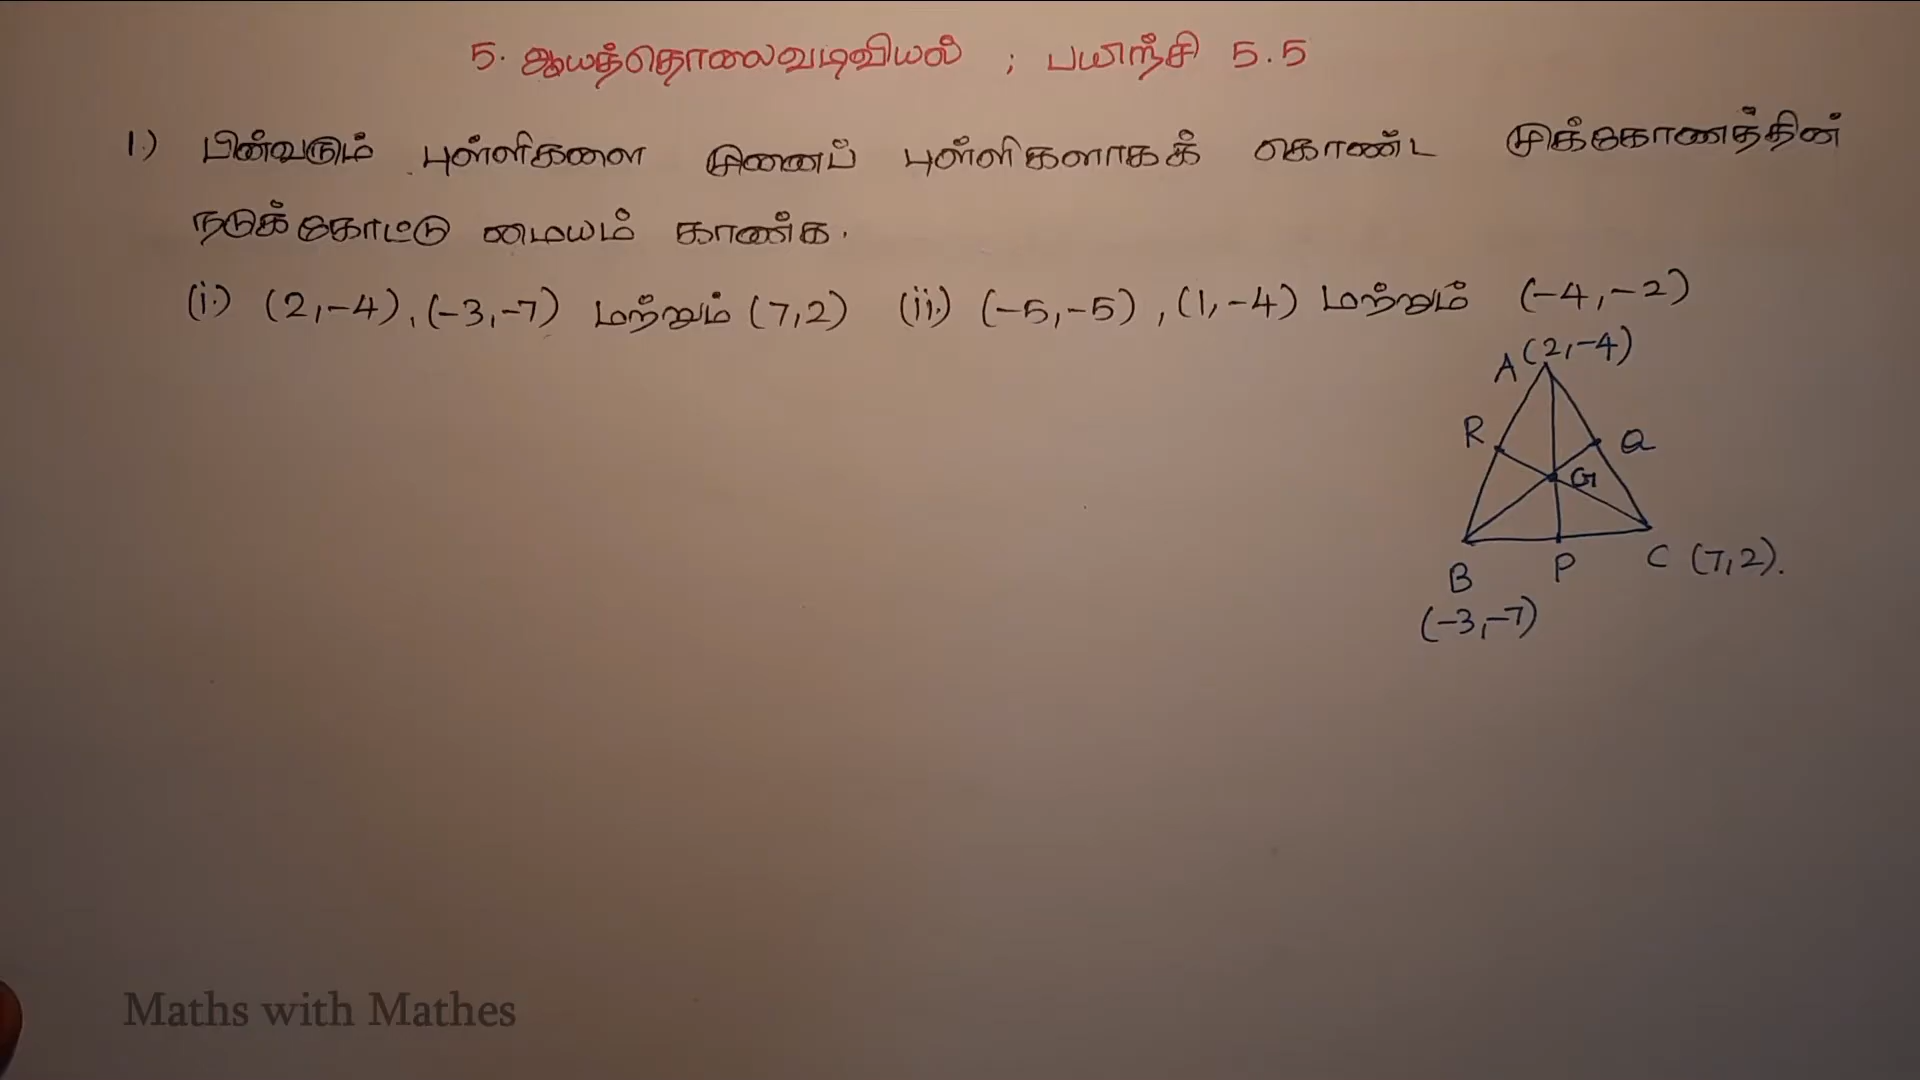 5. ஆயத்தொலைவடிவியல் ; பயிற்சி 5.5
1.) பின்வரும் புள்ளிகளை முனைப் புள்ளிகளாகக் கொண்ட முக்கோணத்தின்
நடுக்கோட்டு மையம் காண்க.
(i.) (2,-4), (-3,-7) மற்றும் (7,2) (ii.) (-5,-5), (1,-4) மற்றும் (-4,-2)
A (2,-4)
R Q
G
B P C (7,2).
(-3,-7)
Maths with Mathes